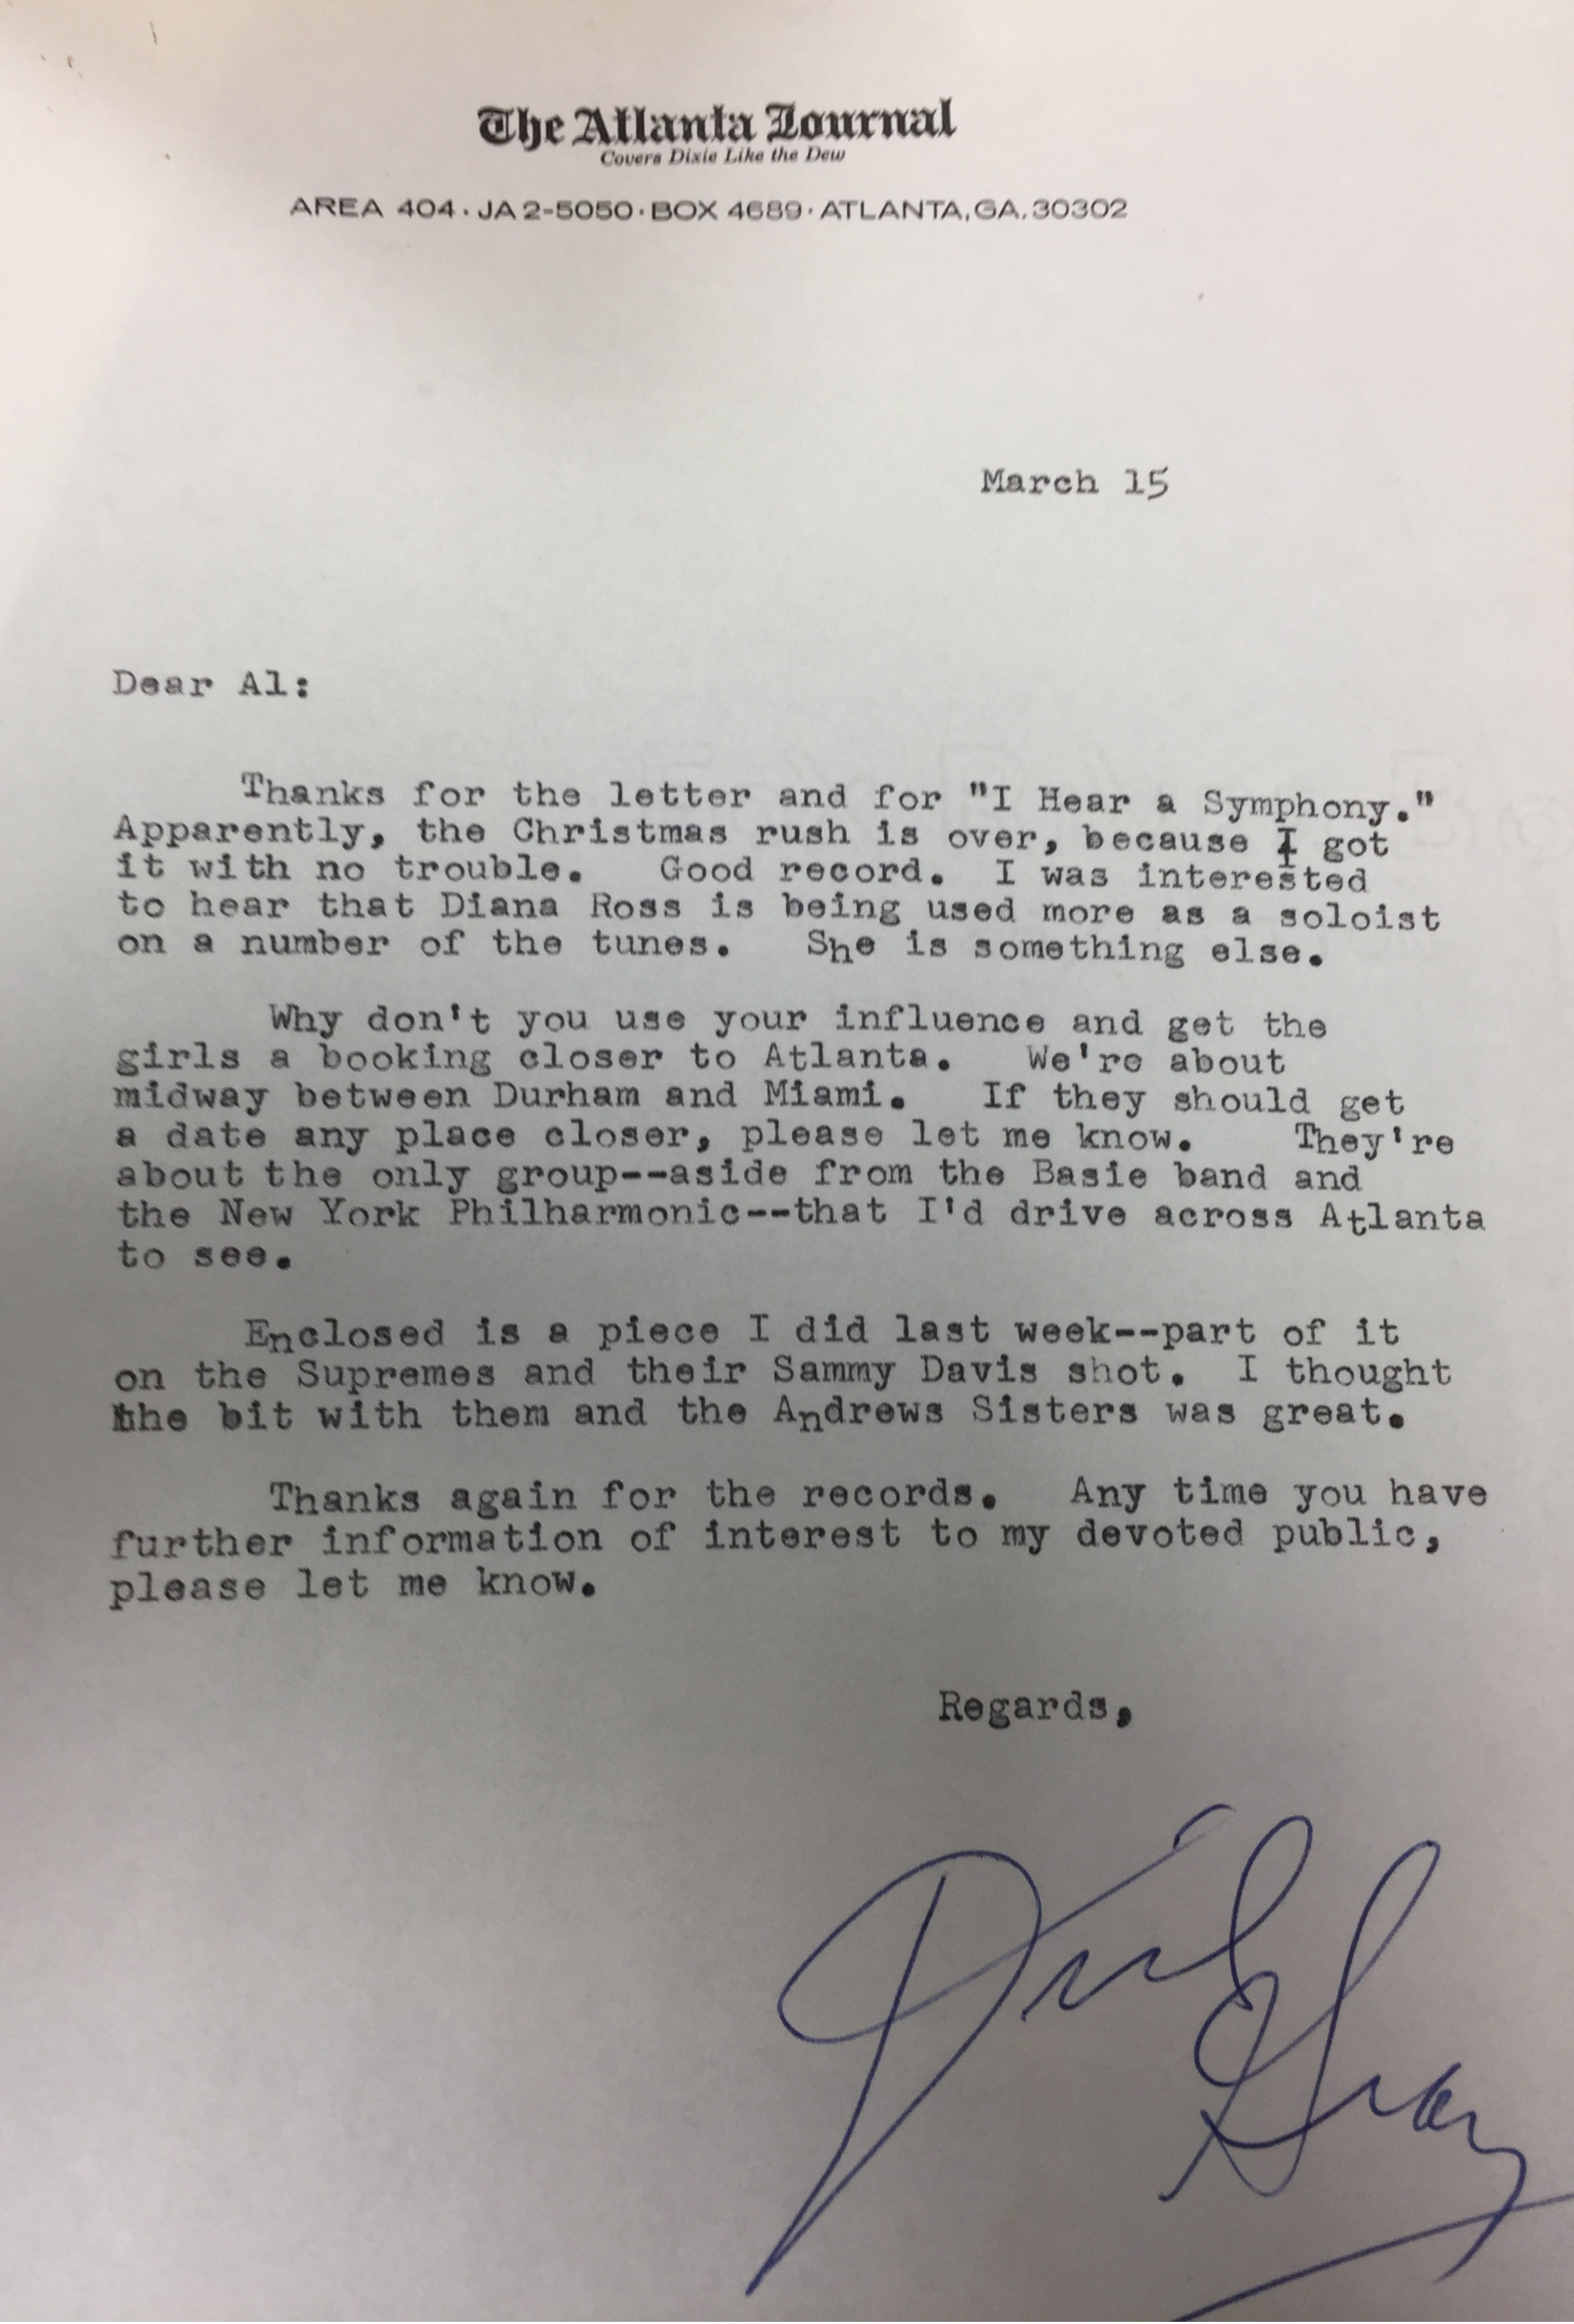 The Atlanta Journal
Covers Dixie Like the Dew
AREA 404 · JA 2-5050 · BOX 4689 · ATLANTA, GA. 30302
March 15
Dear Al:
Thanks for the letter and for "I Hear a Symphony."
Apparently, the Christmas rush is over, because I got
it with no trouble. Good record. I was interested
to hear that Diana Ross is being used more as a soloist
on a number of the tunes. She is something else.
Why don't you use your influence and get the
girls a booking closer to Atlanta. We're about
midway between Durham and Miami. If they should get
a date any place closer, please let me know. They're
about the only group--aside from the Basie band and
the New York Philharmonic--that I'd drive across Atlanta
to see.
Enclosed is a piece I did last week--part of it
on the Supremes and their Sammy Davis shot. I thought
the bit with them and the Andrews Sisters was great.
Thanks again for the records. Any time you have
further information of interest to my devoted public,
please let me know.
Regards,
Gray